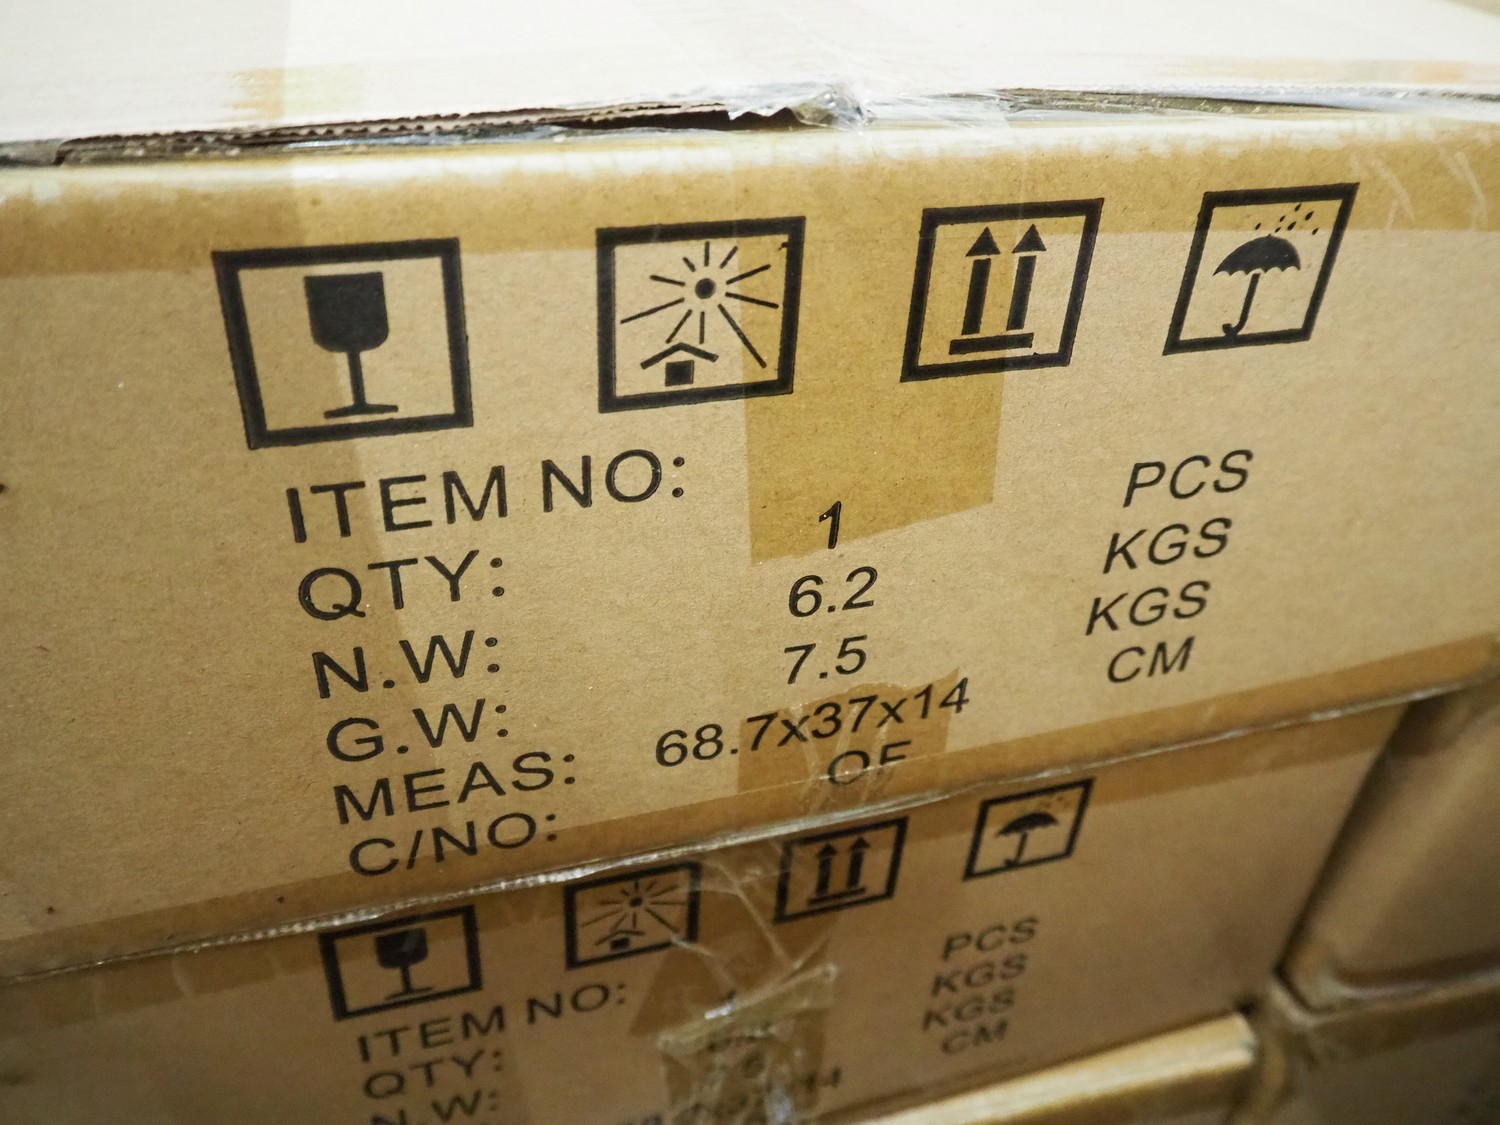 ITEM NO:
QTY: 1 PCS
N.W: 6.2 KGS
G.W: 7.5 KGS
MEAS: 68.7x37x14 CM
C/NO: OF
ITEM NO:
QTY: PCS
N.W: KGS
KGS
CM